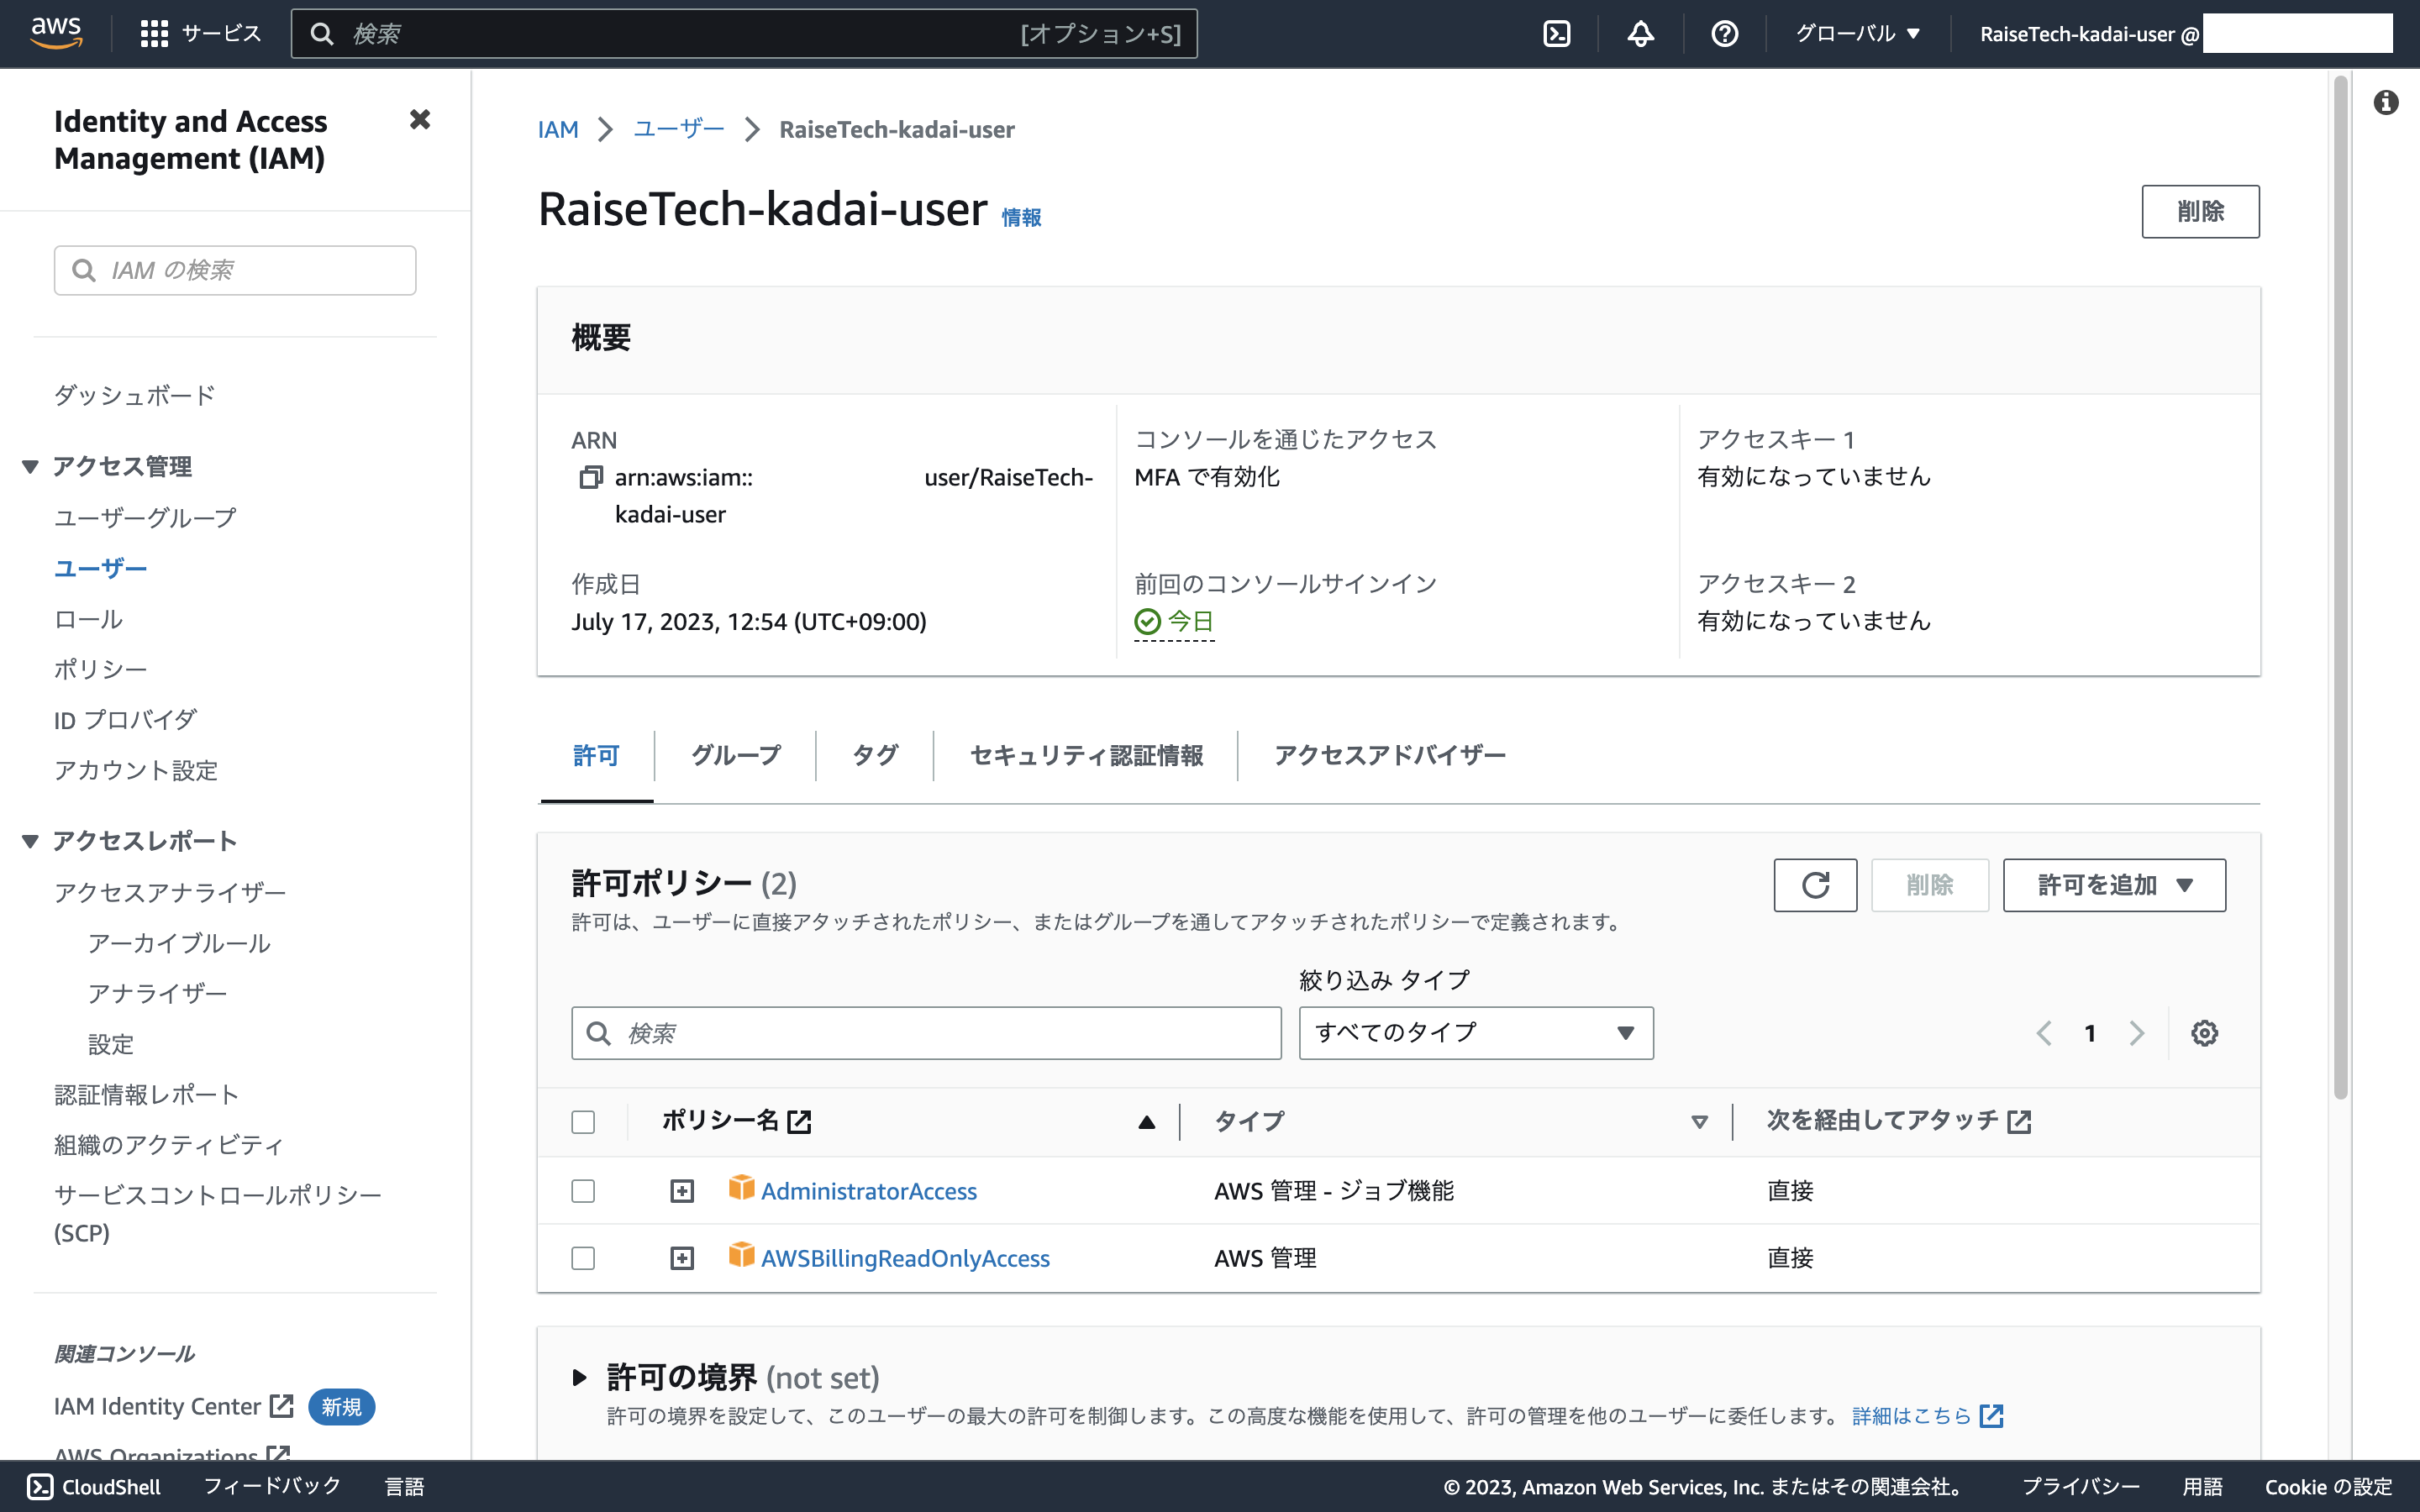 aws
サービス
検索
[オプション+S]
グローバル ▼
RaiseTech-kadai-user @
Identity and Access
Management (IAM)
IAM の検索
ダッシュボード
アクセス管理
ユーザーグループ
ユーザー
ロール
ポリシー
ID プロバイダ
アカウント設定
アクセスレポート
アクセスアナライザー
アーカイブルール
アナライザー
設定
認証情報レポート
組織のアクティビティ
サービスコントロールポリシー
(SCP)
関連コンソール
IAM Identity Center 新規
AWS Organizations
IAM > ユーザー > RaiseTech-kadai-user
RaiseTech-kadai-user 情報
削除
概要
ARN
arn:aws:iam:: user/RaiseTech-
kadai-user
コンソールを通じたアクセス
MFA で有効化
アクセスキー 1
有効になっていません
作成日
July 17, 2023, 12:54 (UTC+09:00)
前回のコンソールサインイン
今日
アクセスキー 2
有効になっていません
許可
グループ
タグ
セキュリティ認証情報
アクセスアドバイザー
許可ポリシー (2)
許可は、ユーザーに直接アタッチされたポリシー、またはグループを通してアタッチされたポリシーで定義されます。
削除
許可を追加 ▼
絞り込み タイプ
検索
すべてのタイプ
1
ポリシー名
タイプ
次を経由してアタッチ
AdministratorAccess
AWS 管理 - ジョブ機能
直接
AWSBillingReadOnlyAccess
AWS 管理
直接
許可の境界 (not set)
許可の境界を設定して、このユーザーの最大の許可を制御します。この高度な機能を使用して、許可の管理を他のユーザーに委任します。 詳細はこちら
CloudShell
フィードバック
言語
© 2023, Amazon Web Services, Inc. またはその関連会社。
プライバシー
用語
Cookie の設定